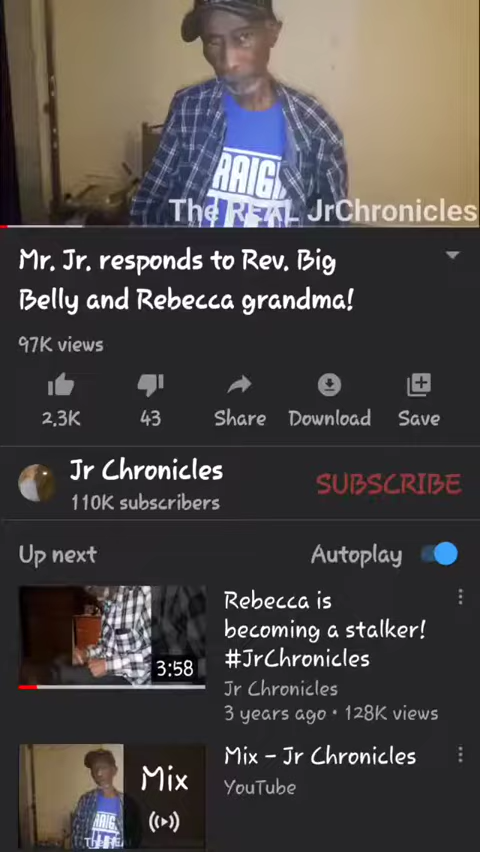 RAIGH
The REAL JrChronicles
Mr. Jr. responds to Rev. Big
Belly and Rebecca grandma!
97K views
2.3K 43 Share Download Save
Jr Chronicles
110K subscribers
SUBSCRIBE
Up next Autoplay
3:58
Rebecca is
becoming a stalker!
#JrChronicles
Jr Chronicles
3 years ago • 128K views
Mix
Mix – Jr Chronicles
YouTube